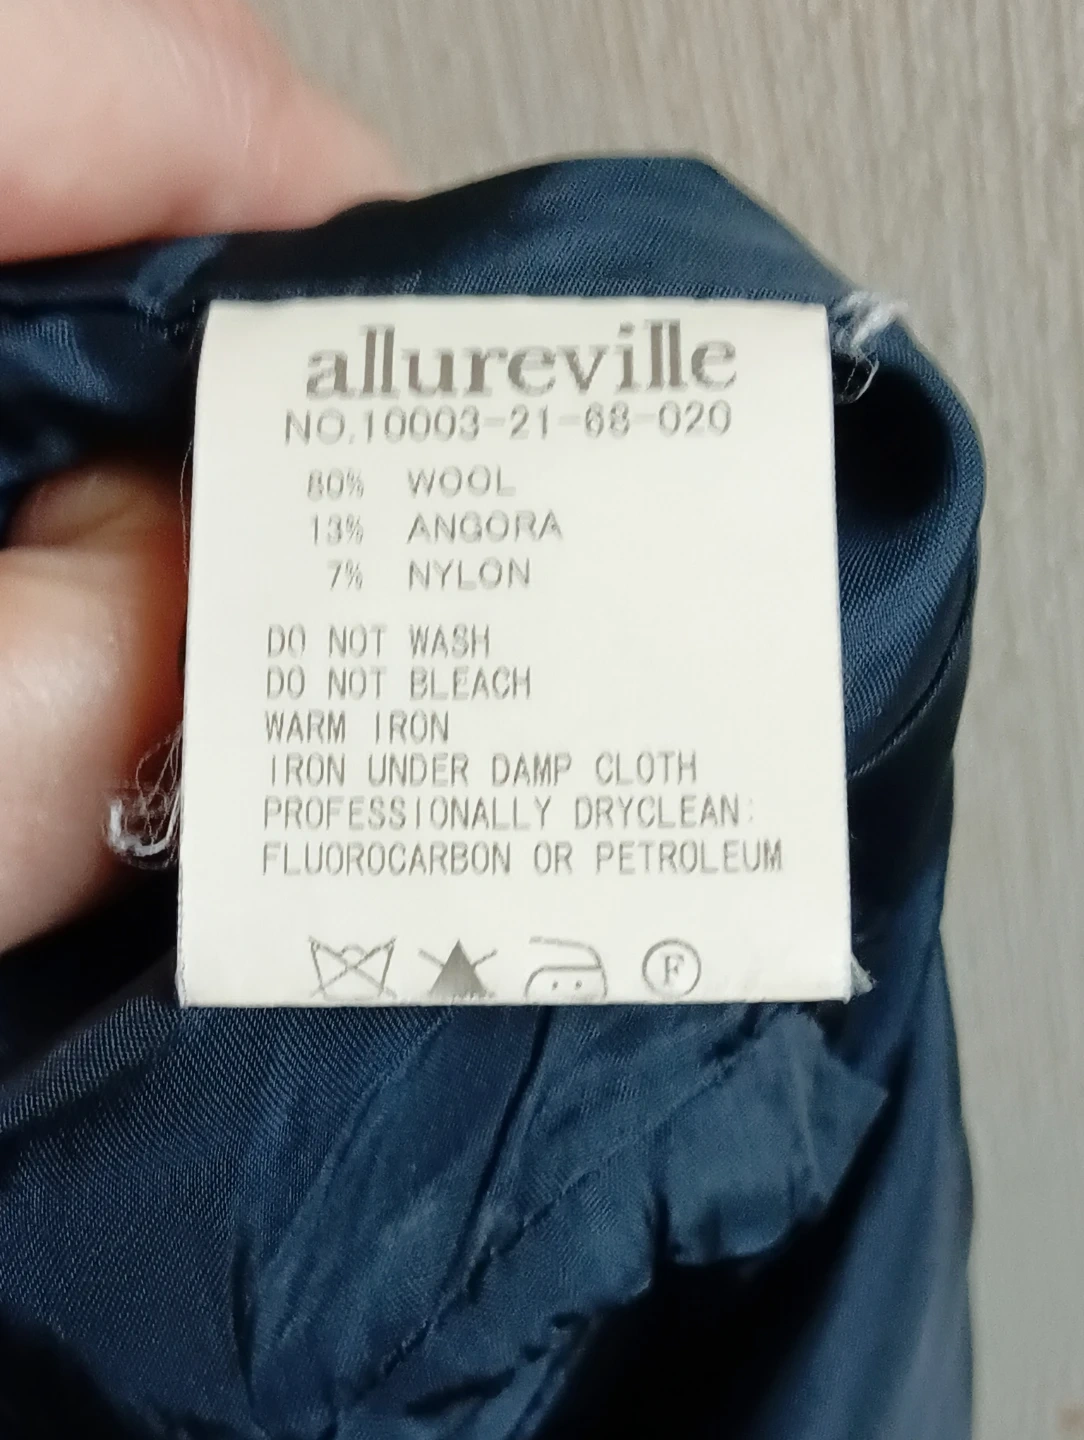 allureville
NO.10003-21-68-020
80% WOOL
13% ANGORA
7% NYLON
DO NOT WASH
DO NOT BLEACH
WARM IRON
IRON UNDER DAMP CLOTH
PROFESSIONALLY DRYCLEAN:
FLUOROCARBON OR PETROLEUM
F